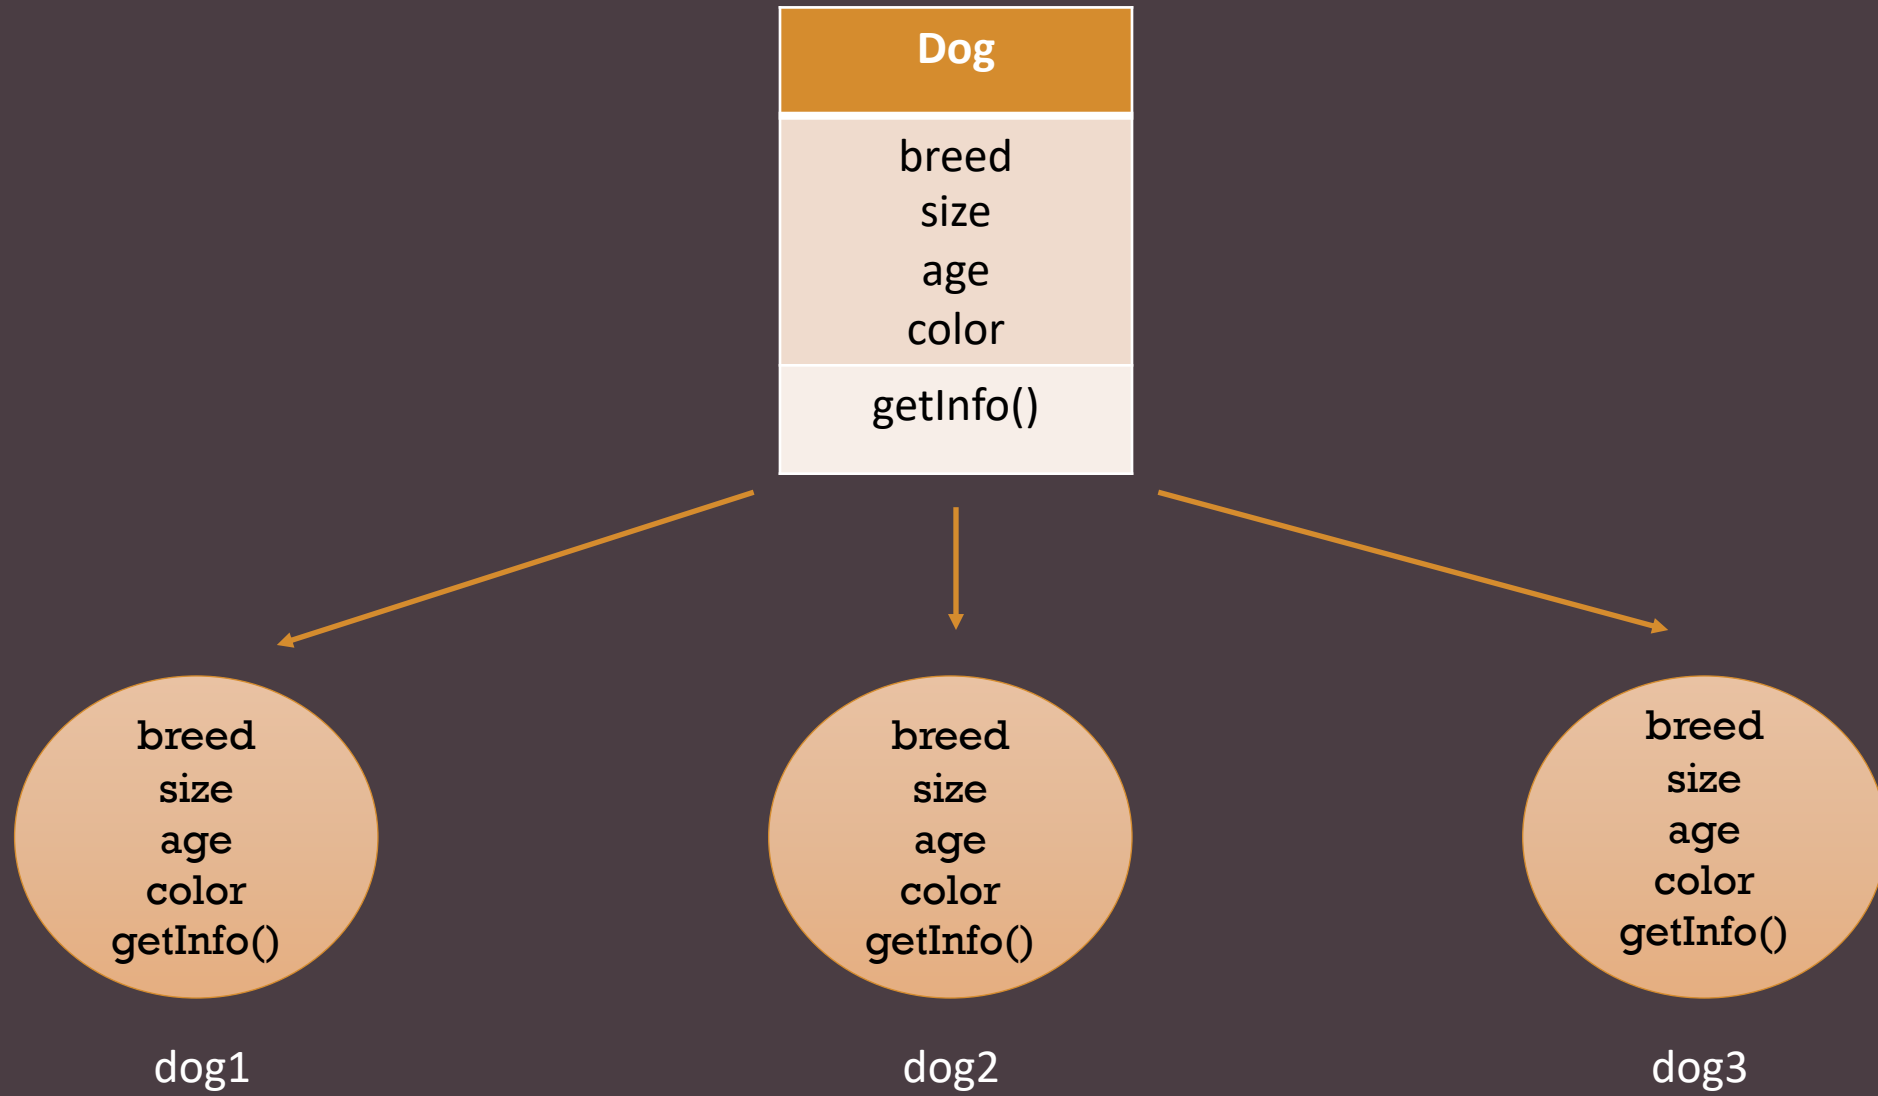 Dog
breed
size
age
color
getInfo()
breed
size
age
color
getInfo()
dog1
breed
size
age
color
getInfo()
dog2
breed
size
age
color
getInfo()
dog3